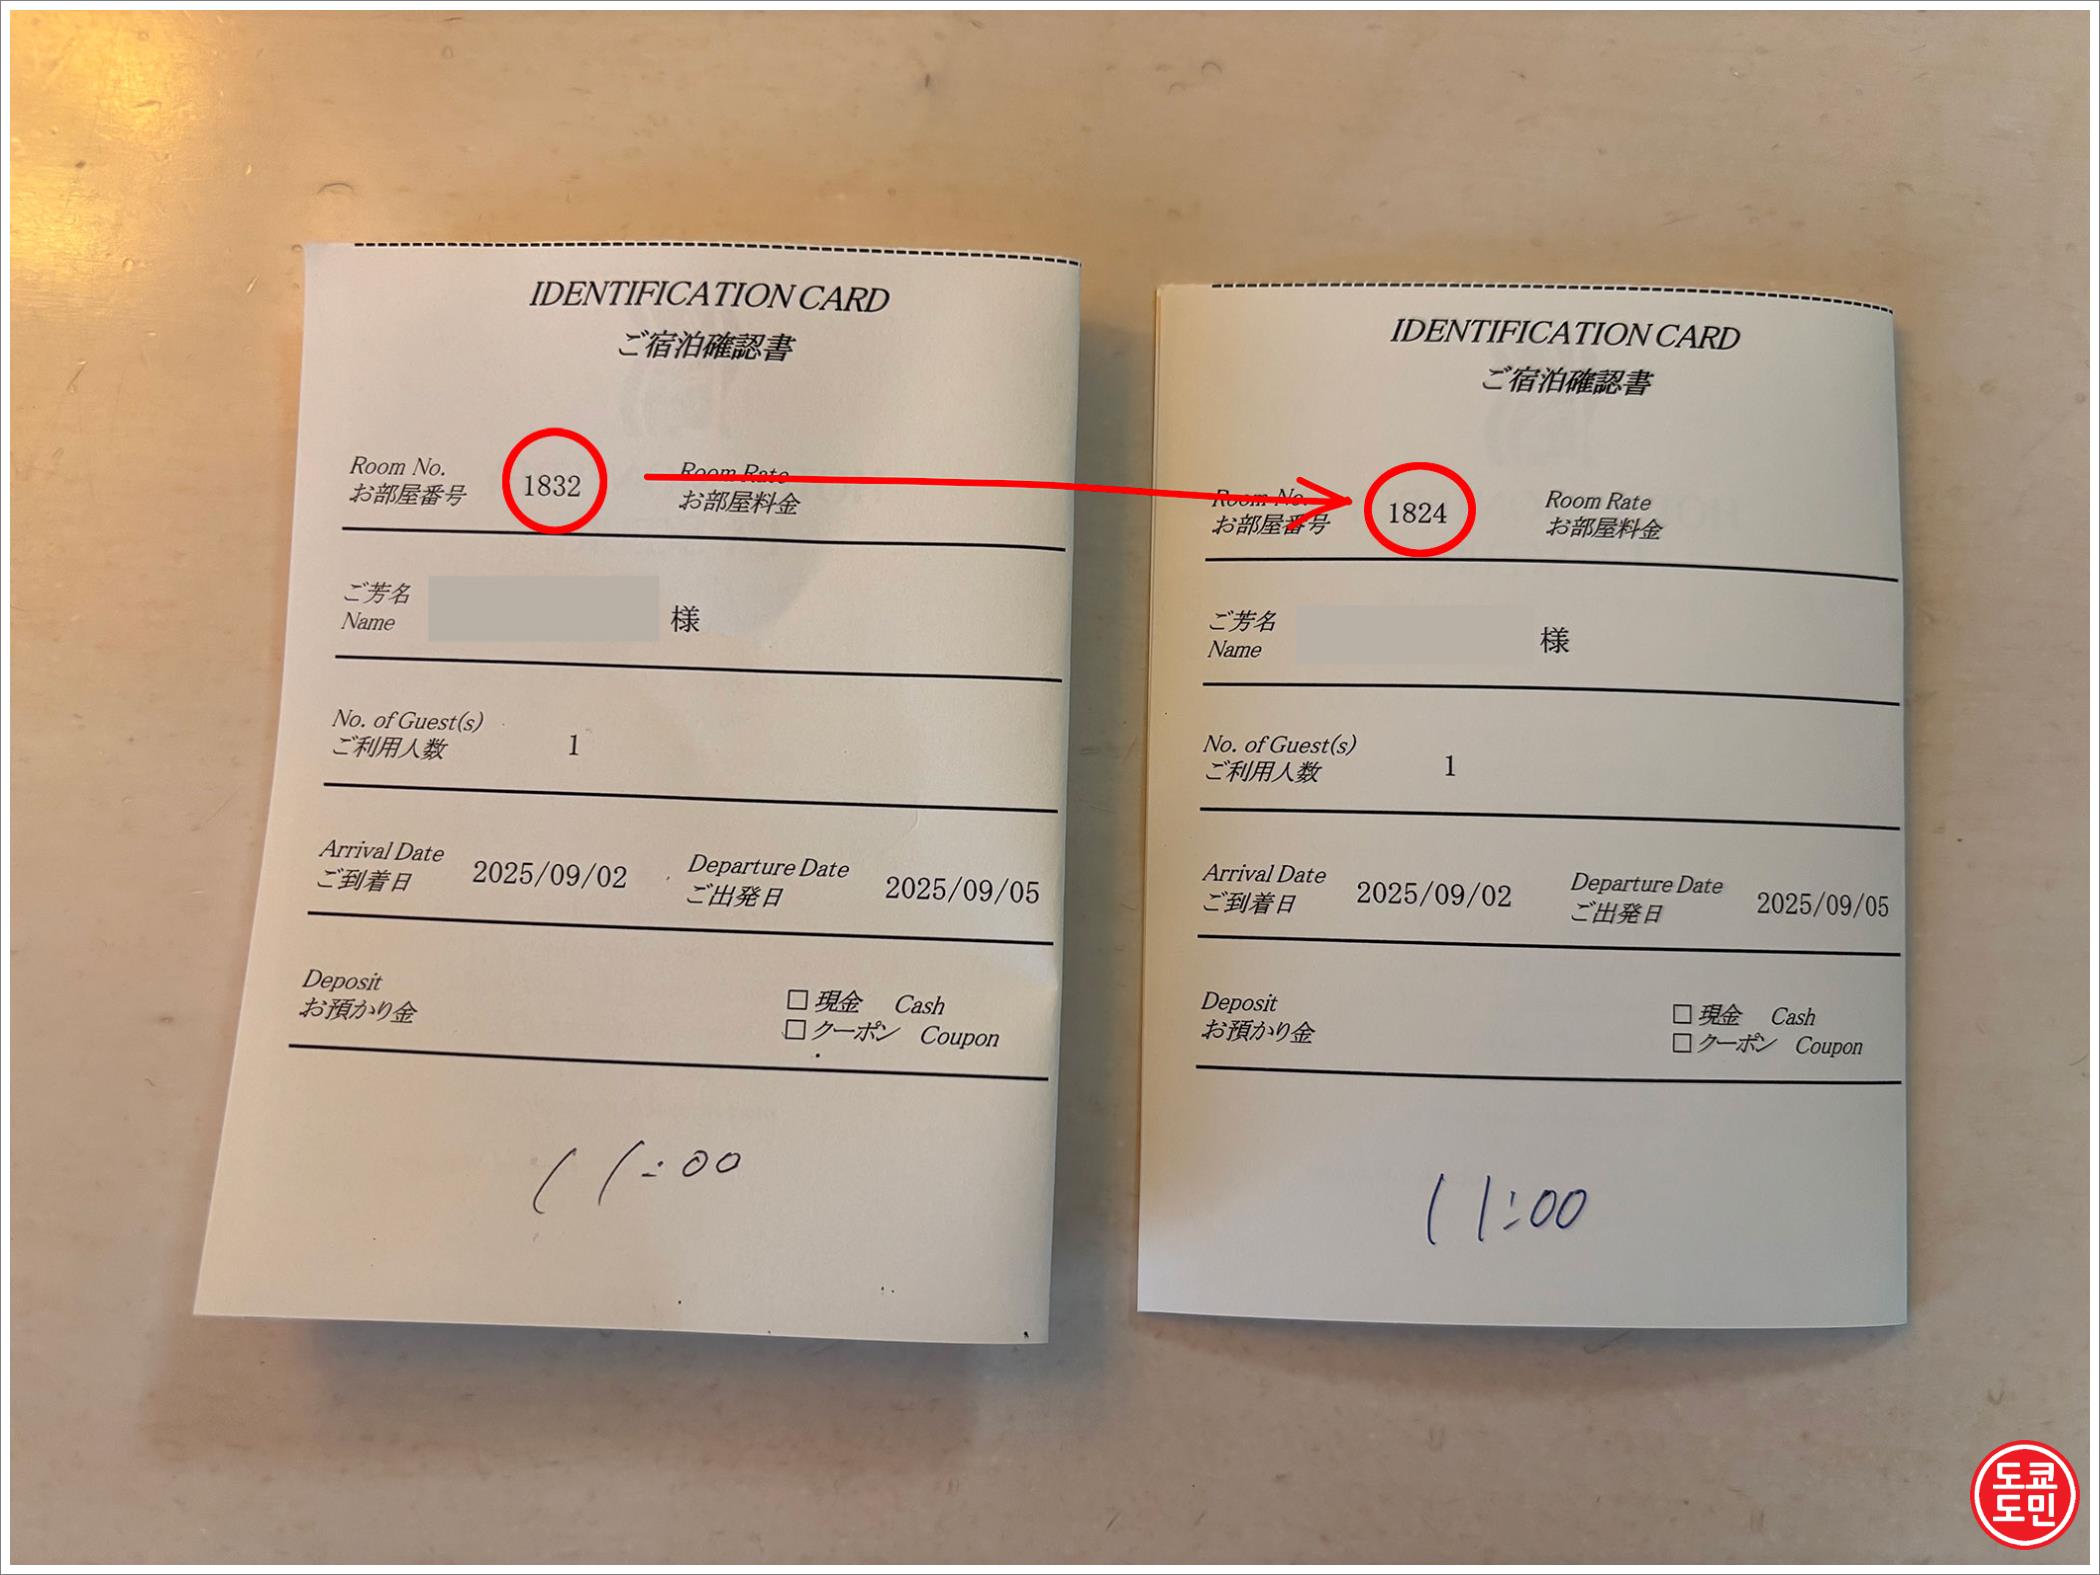 IDENTIFICATION CARD
ご宿泊確認書
Room No.
お部屋番号
1832
Room Rate
お部屋料金
ご芳名
Name
様
No. of Guest(s)
ご利用人数
1
Arrival Date
ご到着日
2025/09/02
Departure Date
ご出発日
2025/09/05
Deposit
お預かり金
□ 現金 Cash
□ クーポン Coupon
11:00
IDENTIFICATION CARD
ご宿泊確認書
Room No.
お部屋番号
1824
Room Rate
お部屋料金
ご芳名
Name
様
No. of Guest(s)
ご利用人数
1
Arrival Date
ご到着日
2025/09/02
Departure Date
ご出発日
2025/09/05
Deposit
お預かり金
□ 現金 Cash
□ クーポン Coupon
11:00
도쿄
도민